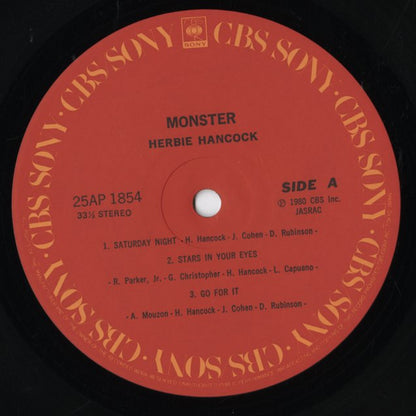 CBS SONY · CBS SONY · CBS SONY · CBS SONY · CBS SONY · CBS SONY ·
SONY
MONSTER
HERBIE HANCOCK
25AP 1854
33⅓ STEREO
SIDE A
Ⓟ 1980 CBS Inc.
JASRAC
1. SATURDAY NIGHT -H. Hancock - J. Cohen - D. Rubinson -
2. STARS IN YOUR EYES
- R. Parker, Jr. - G. Christopher - H. Hancock - L. Capuano -
3. GO FOR IT
- A. Mouzon - H. Hancock - J. Cohen - D. Rubinson -